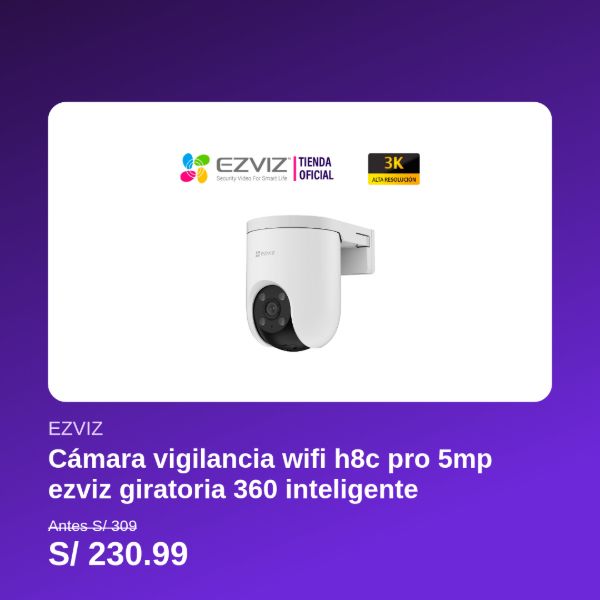 EZVIZ
Security Video For Smart Life
TIENDA
OFICIAL
3K
ALTA RESOLUCIÓN
EZVIZ
EZVIZ
Cámara vigilancia wifi h8c pro 5mp
ezviz giratoria 360 inteligente
Antes S/ 309
S/ 230.99